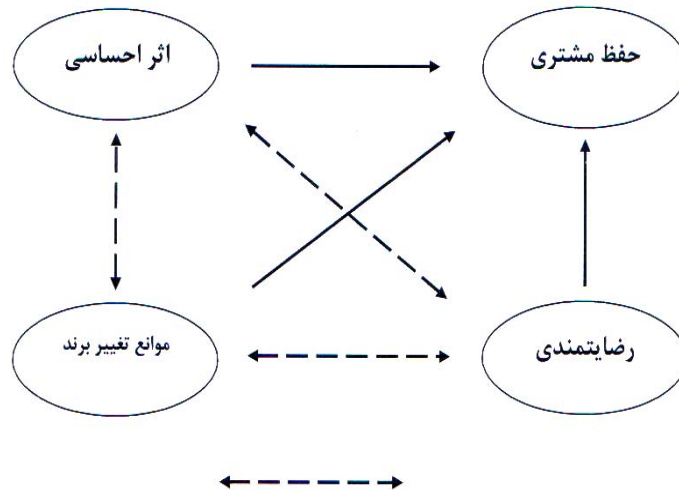 حفظ مشتری
اثر احساسی
رضایتمندی
موانع تغییر برند